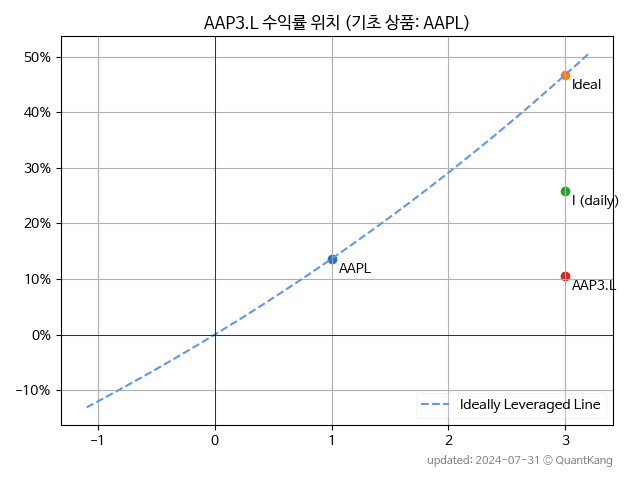 AAP3.L 수익률 위치 (기초 상품: AAPL)
50%
40%
30%
20%
10%
0%
−10%
Ideal
I (daily)
AAPL
AAP3.L
Ideally Leveraged Line
−1
0
1
2
3
updated: 2024-07-31 © QuantKang